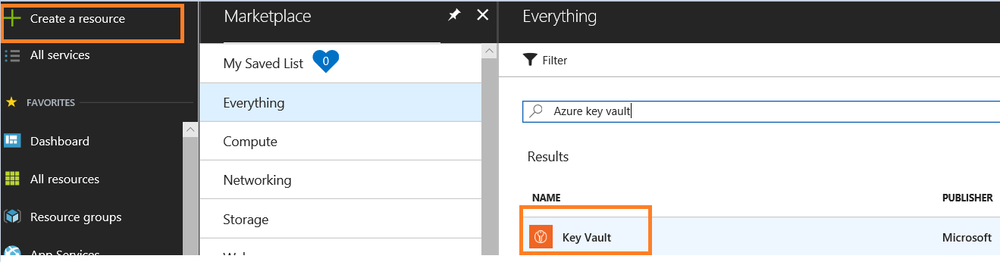 Create a resource
All services
FAVORITES
Dashboard
All resources
Resource groups
App Services
Marketplace
My Saved List 0
Everything
Compute
Networking
Storage
Everything
Filter
Azure key vault
Results
NAME PUBLISHER
Key Vault Microsoft